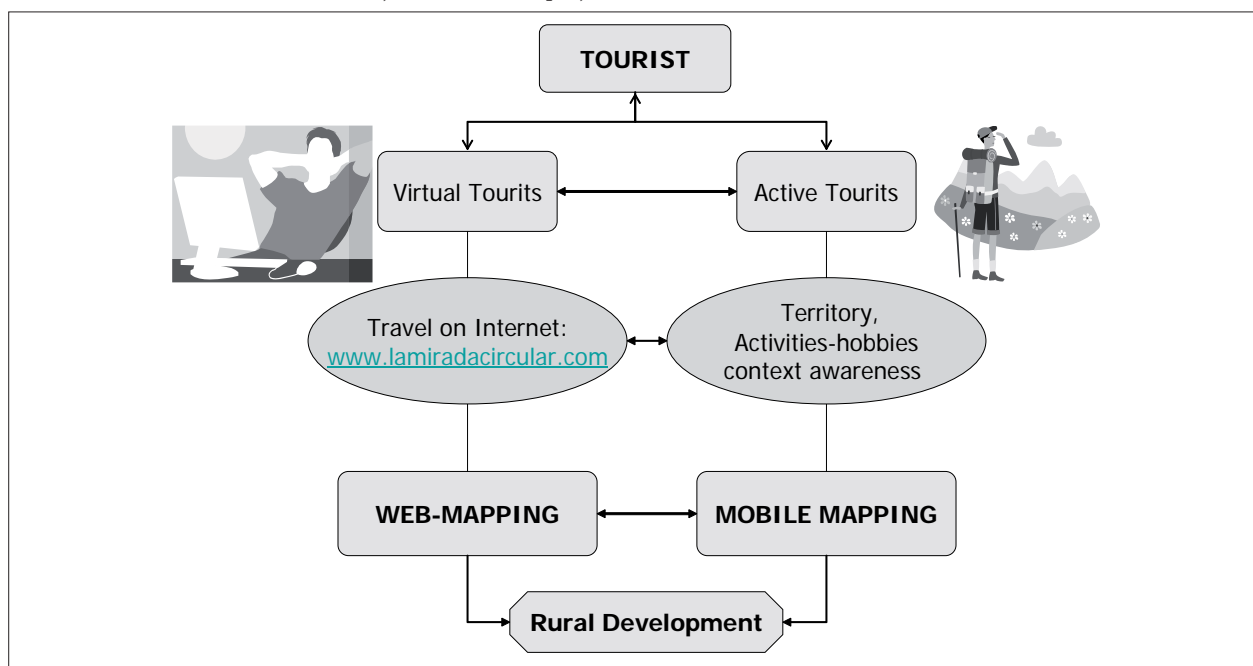 TOURIST
Virtual Tourits
Active Tourits
Travel on Internet:
www.lamiradacircular.com
Territory,
Activities-hobbies
context awareness
WEB-MAPPING
MOBILE MAPPING
Rural Development